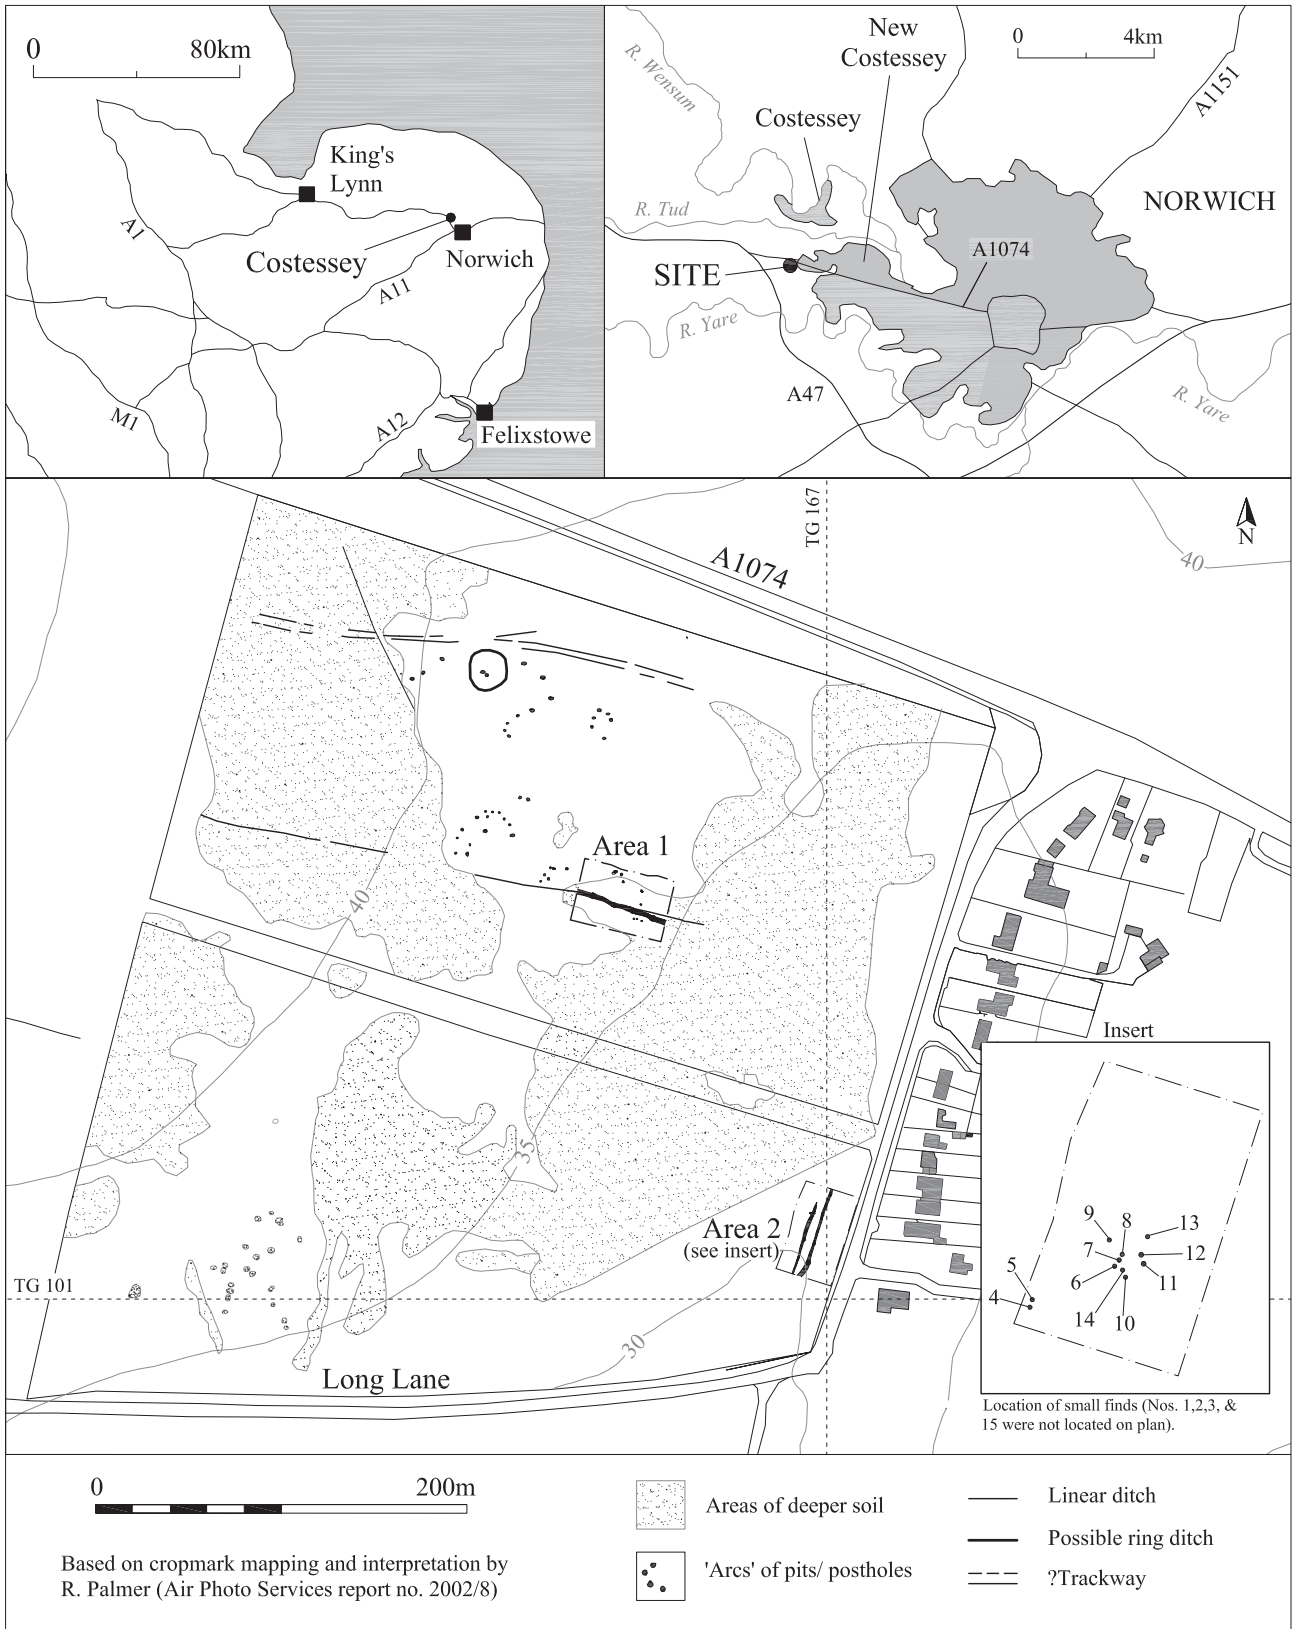 0 80km
King's
Lynn
A1
Costessey
Norwich
A11
M1
A12
Felixstowe
New
Costessey
0 4km
R. Wensum
A1151
Costessey
R. Tud
NORWICH
A1074
SITE
R. Yare
A47
R. Yare
TG 167
A1074
N
40
Area 1
40
Insert
35
Area 2
(see insert)
9
8
13
7
12
5
6
11
4
14
10
TG 101
30
Long Lane
Location of small finds (Nos. 1,2,3, &
15 were not located on plan).
0 200m
Based on cropmark mapping and interpretation by
R. Palmer (Air Photo Services report no. 2002/8)
Areas of deeper soil
'Arcs' of pits/ postholes
Linear ditch
Possible ring ditch
?Trackway